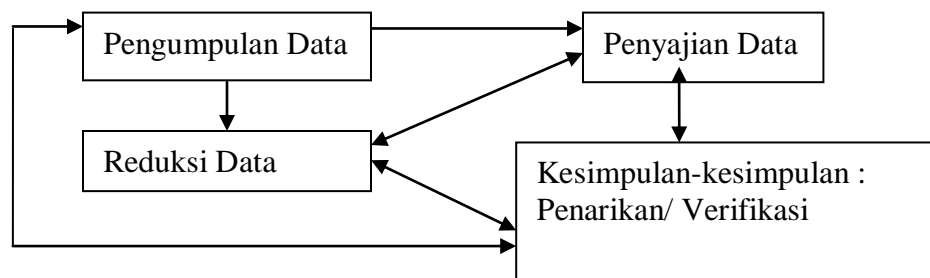 Pengumpulan Data
Penyajian Data
Reduksi Data
Kesimpulan-kesimpulan :
Penarikan/ Verifikasi